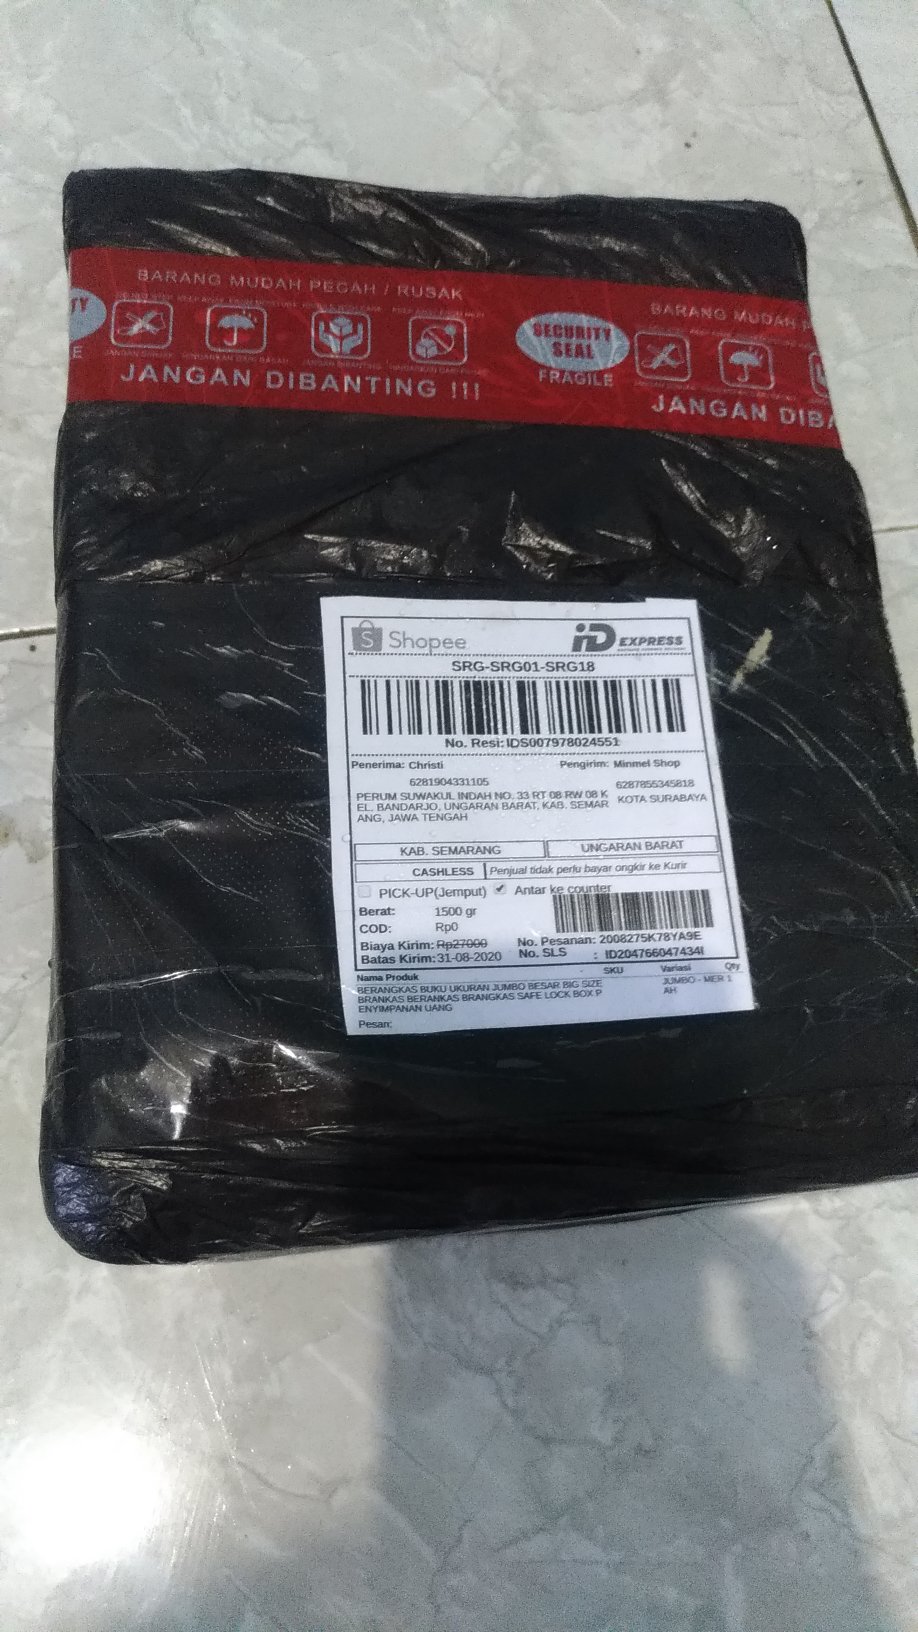 BARANG MUDAH PECAH / RUSAK
JANGAN DIBANTING !!!
SECURITY
SEAL
FRAGILE
BARANG MUDAH P
JANGAN DIBA
TY
E
Shopee
iD EXPRESS
SRG-SRG01-SRG18
No. Resi: IDS007978024551
Penerima: Christi Pengirim: Minmel Shop
6281904331105 6287855345818
PERUM SUWAKUL INDAH NO. 33 RT 08 RW 08 K
EL. BANDARJO, UNGARAN BARAT, KAB. SEMAR
ANG, JAWA TENGAH
KOTA SURABAYA
KAB. SEMARANG UNGARAN BARAT
CASHLESS Penjual tidak perlu bayar ongkir ke Kurir
PICK-UP(Jemput) Antar ke counter
Berat: 1500 gr
COD: Rp0
Biaya Kirim: Rp27000 No. Pesanan: 2008275K78YA9E
Batas Kirim: 31-08-2020 No. SLS : ID204766047434I
Nama Produk SKU Variasi Qty
BERANGKAS BUKU UKURAN JUMBO BESAR BIG SIZE JUMBO - MER 1
BRANKAS BERANKAS BRANGKAS SAFE LOCK BOX P AH
ENYIMPANAN UANG
Pesan: